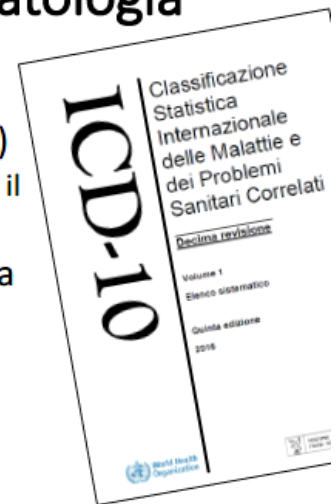 atologia
)
il
a
ICD-10
Classificazione
Statistica
Internazionale
delle Malattie e
dei Problemi
Sanitari Correlati
Decima revisione
Volume 1
Elenco sistematico
Quinta edizione
2016
World Health
Organization